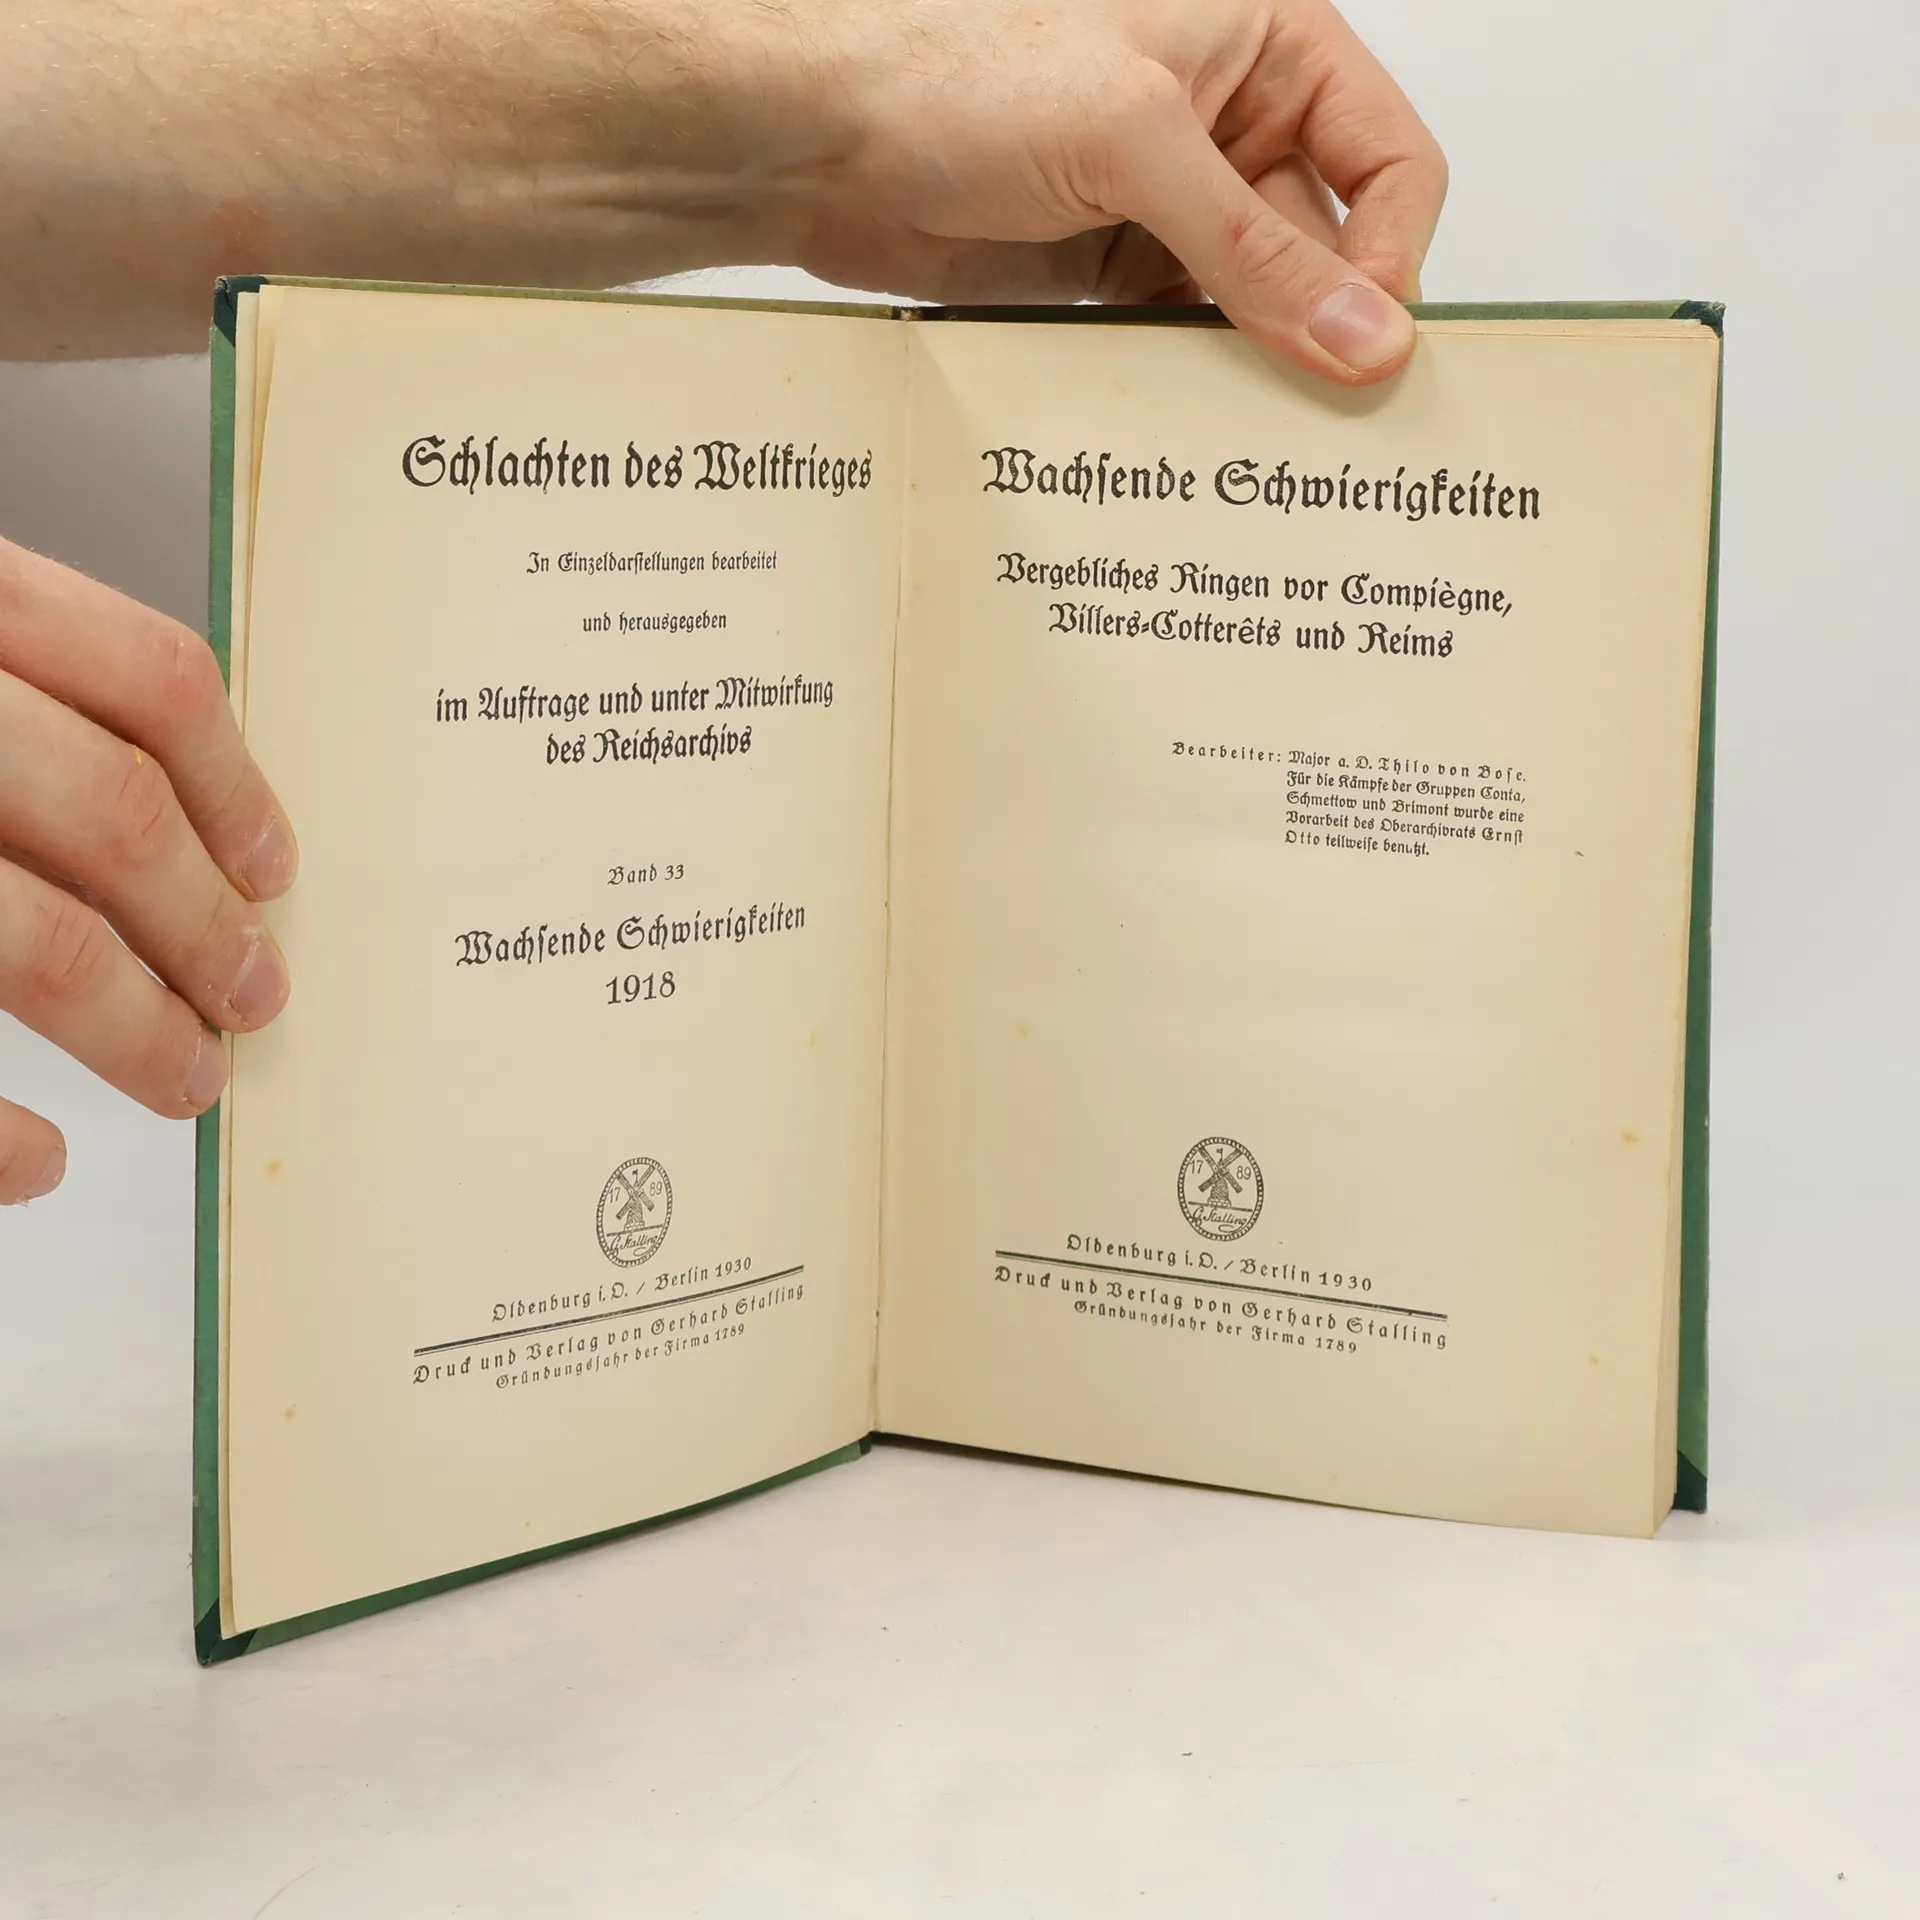 Schlachten des Weltkrieges
In Einzeldarstellungen bearbeitet
und herausgegeben
im Auftrage und unter Mitwirkung
des Reichsarchivs
Band 33
Wachsende Schwierigkeiten
1918
17 89
G. Stalling
Oldenburg i. O. / Berlin 1930
Druck und Verlag von Gerhard Stalling
Gründungsjahr der Firma 1789
Wachsende Schwierigkeiten
Vergebliches Ringen vor Compiègne,
Villers-Cotterêts und Reims
Bearbeiter: Major a. D. Thilo von Bose.
Für die Kämpfe der Gruppen Conta,
Schmettow und Brimont wurde eine
Vorarbeit des Oberarchivrats Ernst
Otto teilweise benutzt.
17 89
G. Stalling
Oldenburg i. O. / Berlin 1930
Druck und Verlag von Gerhard Stalling
Gründungsjahr der Firma 1789